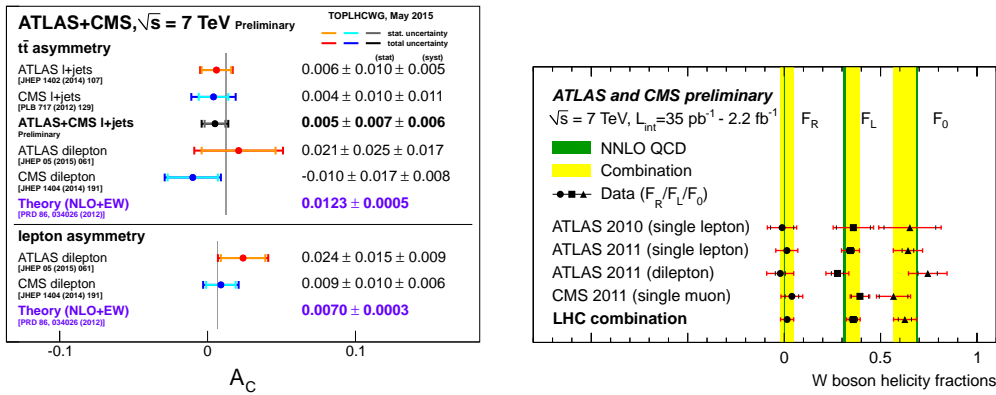 ATLAS+CMS, √s = 7 TeV Preliminary
TOPLHCWG, May 2015
stat. uncertainty
total uncertainty
tt̄ asymmetry
(stat) (syst)
ATLAS l+jets 0.006 ± 0.010 ± 0.005
[JHEP 1402 (2014) 107]
CMS l+jets 0.004 ± 0.010 ± 0.011
[PLB 717 (2012) 129]
ATLAS+CMS l+jets 0.005 ± 0.007 ± 0.006
Preliminary
ATLAS dilepton 0.021 ± 0.025 ± 0.017
[JHEP 05 (2015) 061]
CMS dilepton -0.010 ± 0.017 ± 0.008
[JHEP 1404 (2014) 191]
Theory (NLO+EW) 0.0123 ± 0.0005
[PRD 86, 034026 (2012)]
lepton asymmetry
ATLAS dilepton 0.024 ± 0.015 ± 0.009
[JHEP 05 (2015) 061]
CMS dilepton 0.009 ± 0.010 ± 0.006
[JHEP 1404 (2014) 191]
Theory (NLO+EW) 0.0070 ± 0.0003
[PRD 86, 034026 (2012)]
-0.1 0 0.1
A_C
ATLAS and CMS preliminary
√s = 7 TeV, L_int=35 pb⁻¹ - 2.2 fb⁻¹
F_R F_L F_0
NNLO QCD
Combination
Data (F_R/F_L/F_0)
ATLAS 2010 (single lepton)
ATLAS 2011 (single lepton)
ATLAS 2011 (dilepton)
CMS 2011 (single muon)
LHC combination
0 0.5 1
W boson helicity fractions